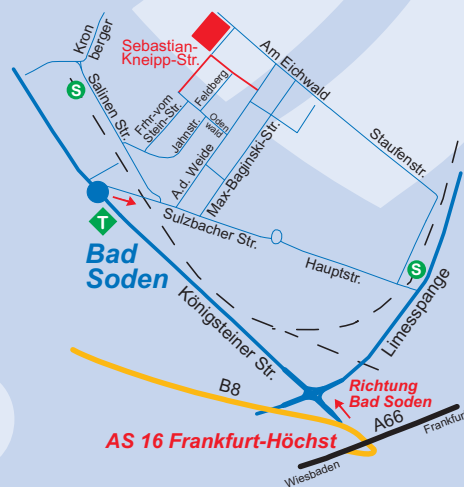 Kron
berger
Sebastian-
Kneipp-Str.
Am Eichwald
S
Salinen Str.
Frhr-vom
Stein-Str.
Feldberg
Jahnstr.
Oden
wald
Staufenstr.
A.d. Weide
Max-Baginski-Str.
T
Sulzbacher Str.
Bad
Soden
Hauptstr.
S
Königsteiner Str.
Limesspange
B8
Richtung
Bad Soden
A66
Frankfurt
AS 16 Frankfurt-Höchst
Wiesbaden